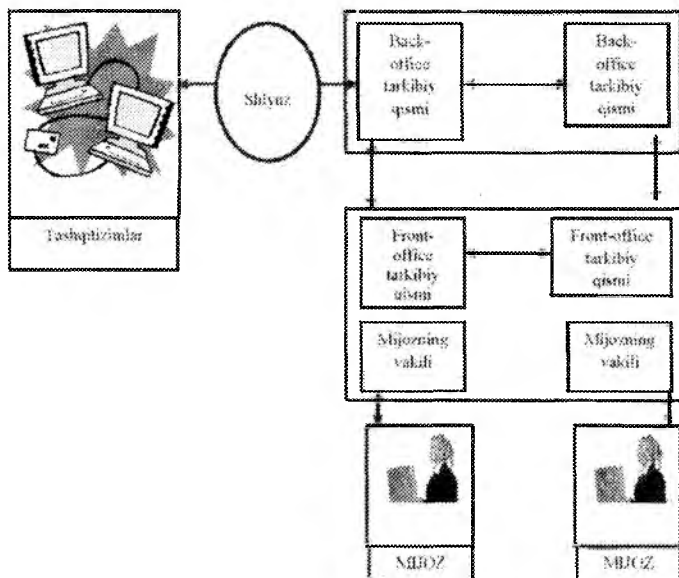 Back-
office
tarkibiy
qismi
Back-
office
tarkibiy
qismi
Shlyuz
Tashqtizimlar
Front-
office
tarkibiy
qismi
Front-office
tarkibiy
qismi
Mijozning
vakili
Mijozning
vakili
MIJOZ
MIJOZ